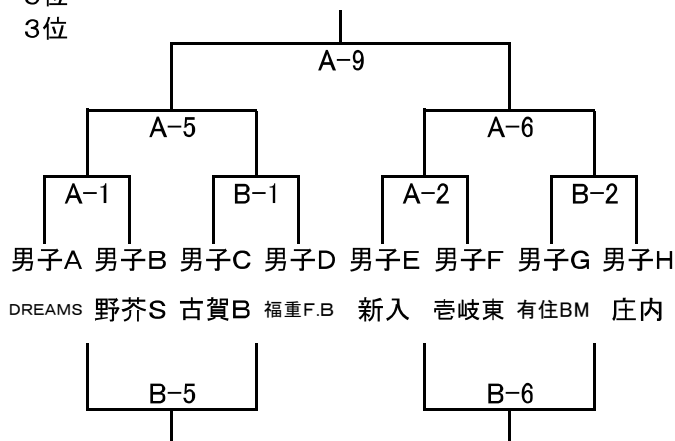 3位
A-9
A-5 A-6
A-1 B-1 A-2 B-2
男子A 男子B 男子C 男子D 男子E 男子F 男子G 男子H
DREAMS 野芥S 古賀B 福重F.B 新入 壱岐東 有住BM 庄内
B-5 B-6